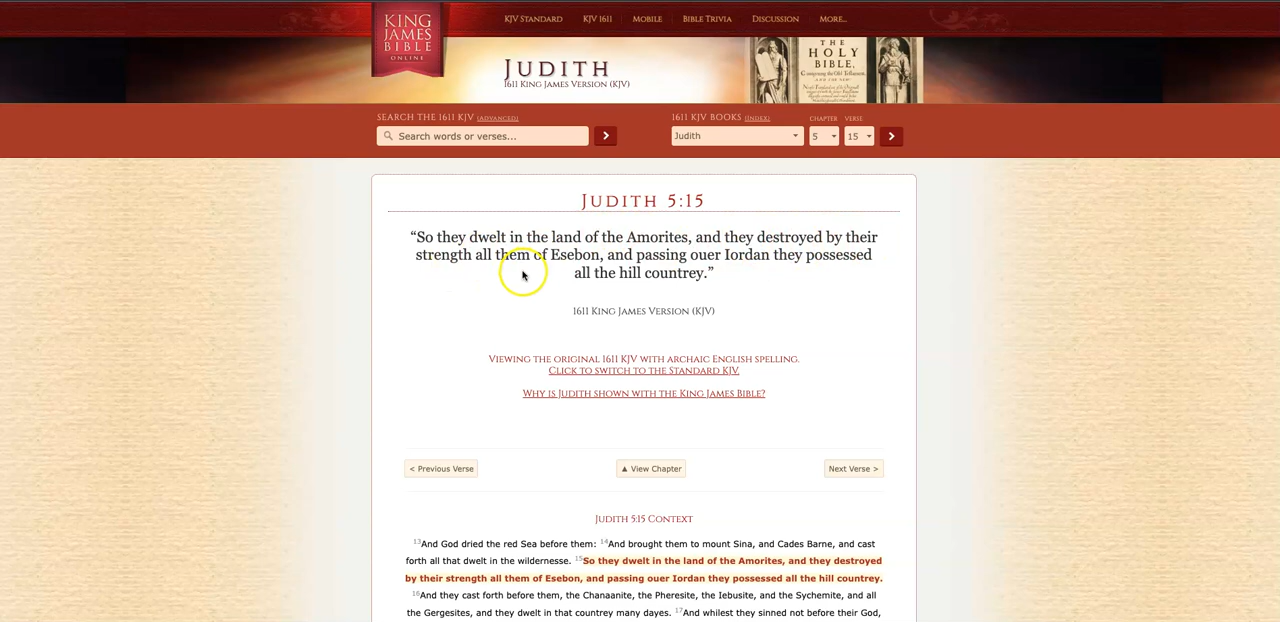 KING
JAMES
BIBLE
ONLINE
KJV STANDARD KJV 1611 MOBILE BIBLE TRIVIA DISCUSSION MORE...
JUDITH
1611 KING JAMES VERSION (KJV)
THE
HOLY
BIBLE,
SEARCH THE 1611 KJV (ADVANCED)
1611 KJV BOOKS (INDEX) CHAPTER VERSE
Search words or verses...
Judith 5 15
JUDITH 5:15
“So they dwelt in the land of the Amorites, and they destroyed by their
strength all them of Esebon, and passing ouer Iordan they possessed
all the hill countrey.”
1611 KING JAMES VERSION (KJV)
VIEWING THE ORIGINAL 1611 KJV WITH ARCHAIC ENGLISH SPELLING.
CLICK TO SWITCH TO THE STANDARD KJV.
WHY IS JUDITH SHOWN WITH THE KING JAMES BIBLE?
< Previous Verse ▲ View Chapter Next Verse >
JUDITH 5:15 CONTEXT
13And God dried the red Sea before them: 14And brought them to mount Sina, and Cades Barne, and cast
forth all that dwelt in the wildernesse. 15So they dwelt in the land of the Amorites, and they destroyed
by their strength all them of Esebon, and passing ouer Iordan they possessed all the hill countrey.
16And they cast forth before them, the Chanaanite, the Pheresite, the Iebusite, and the Sychemite, and all
the Gergesites, and they dwelt in that countrey many dayes. 17And whilest they sinned not before their God,